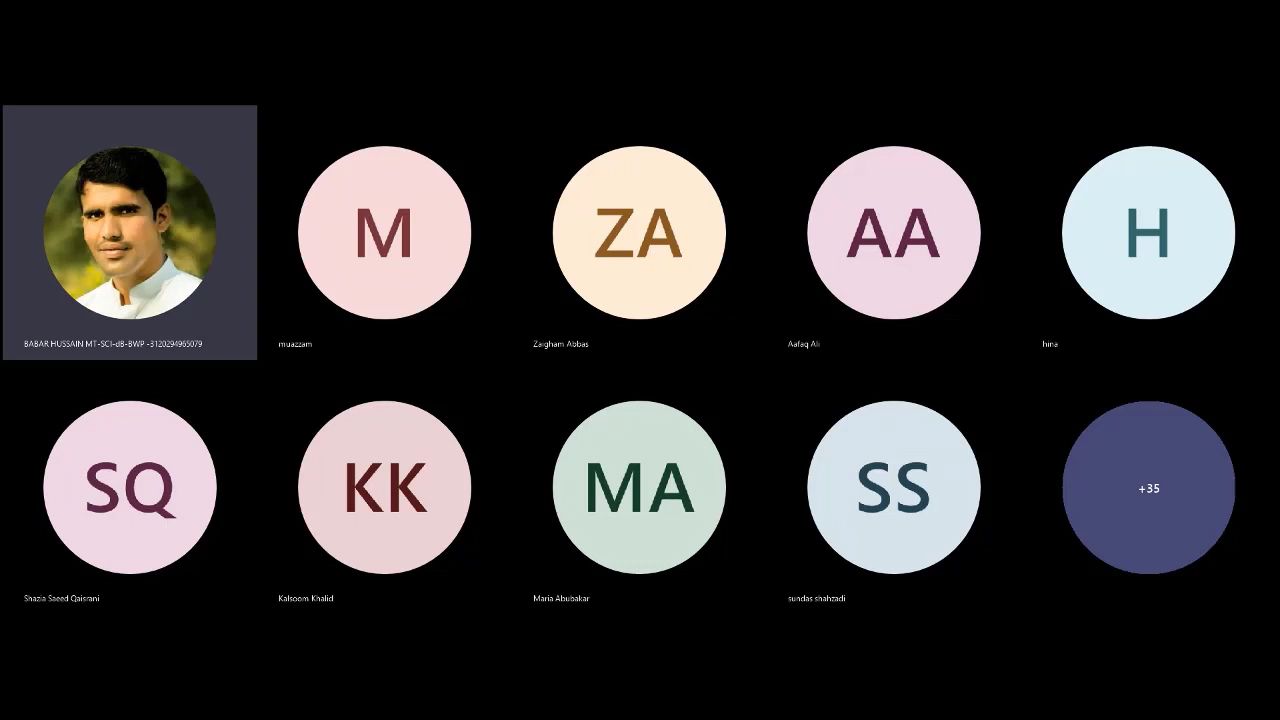 M
ZA
AA
H
BABAR HUSSAIN MT-SCI-dB-BWP -3120294965079
muazzam
Zaigham Abbas
Aafaq Ali
hina
SQ
KK
MA
SS
+35
Shazia Saeed Qaisrani
Kalsoom Khalid
Maria Abubakar
sundas shahzadi